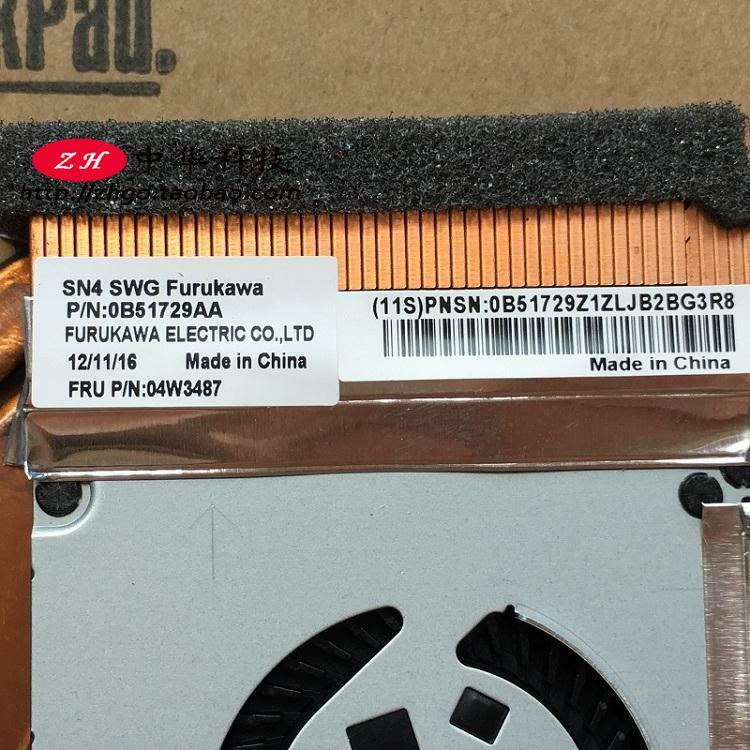 kPad.
ZH 中华科技
http://zhgo.taobao.com
SN4 SWG Furukawa
P/N:0B51729AA
FURUKAWA ELECTRIC CO.,LTD
12/11/16 Made in China
FRU P/N:04W3487
(11S)PNSN:0B51729Z1ZLJB2BG3R8
Made in China